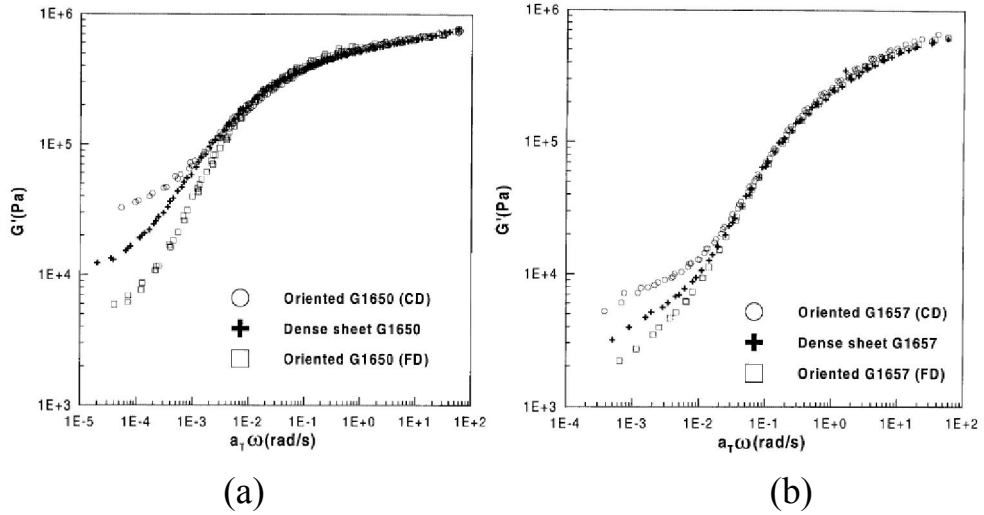 1E+6
1E+5
1E+4
1E+3
G'(Pa)
Oriented G1650 (CD)
Dense sheet G1650
Oriented G1650 (FD)
1E-5 1E-4 1E-3 1E-2 1E-1 1E+0 1E+1 1E+2
a_T ω(rad/s)
(a)
1E+6
1E+5
1E+4
1E+3
G'(Pa)
Oriented G1657 (CD)
Dense sheet G1657
Oriented G1657 (FD)
1E-4 1E-3 1E-2 1E-1 1E+0 1E+1 1E+2
a_T ω(rad/s)
(b)